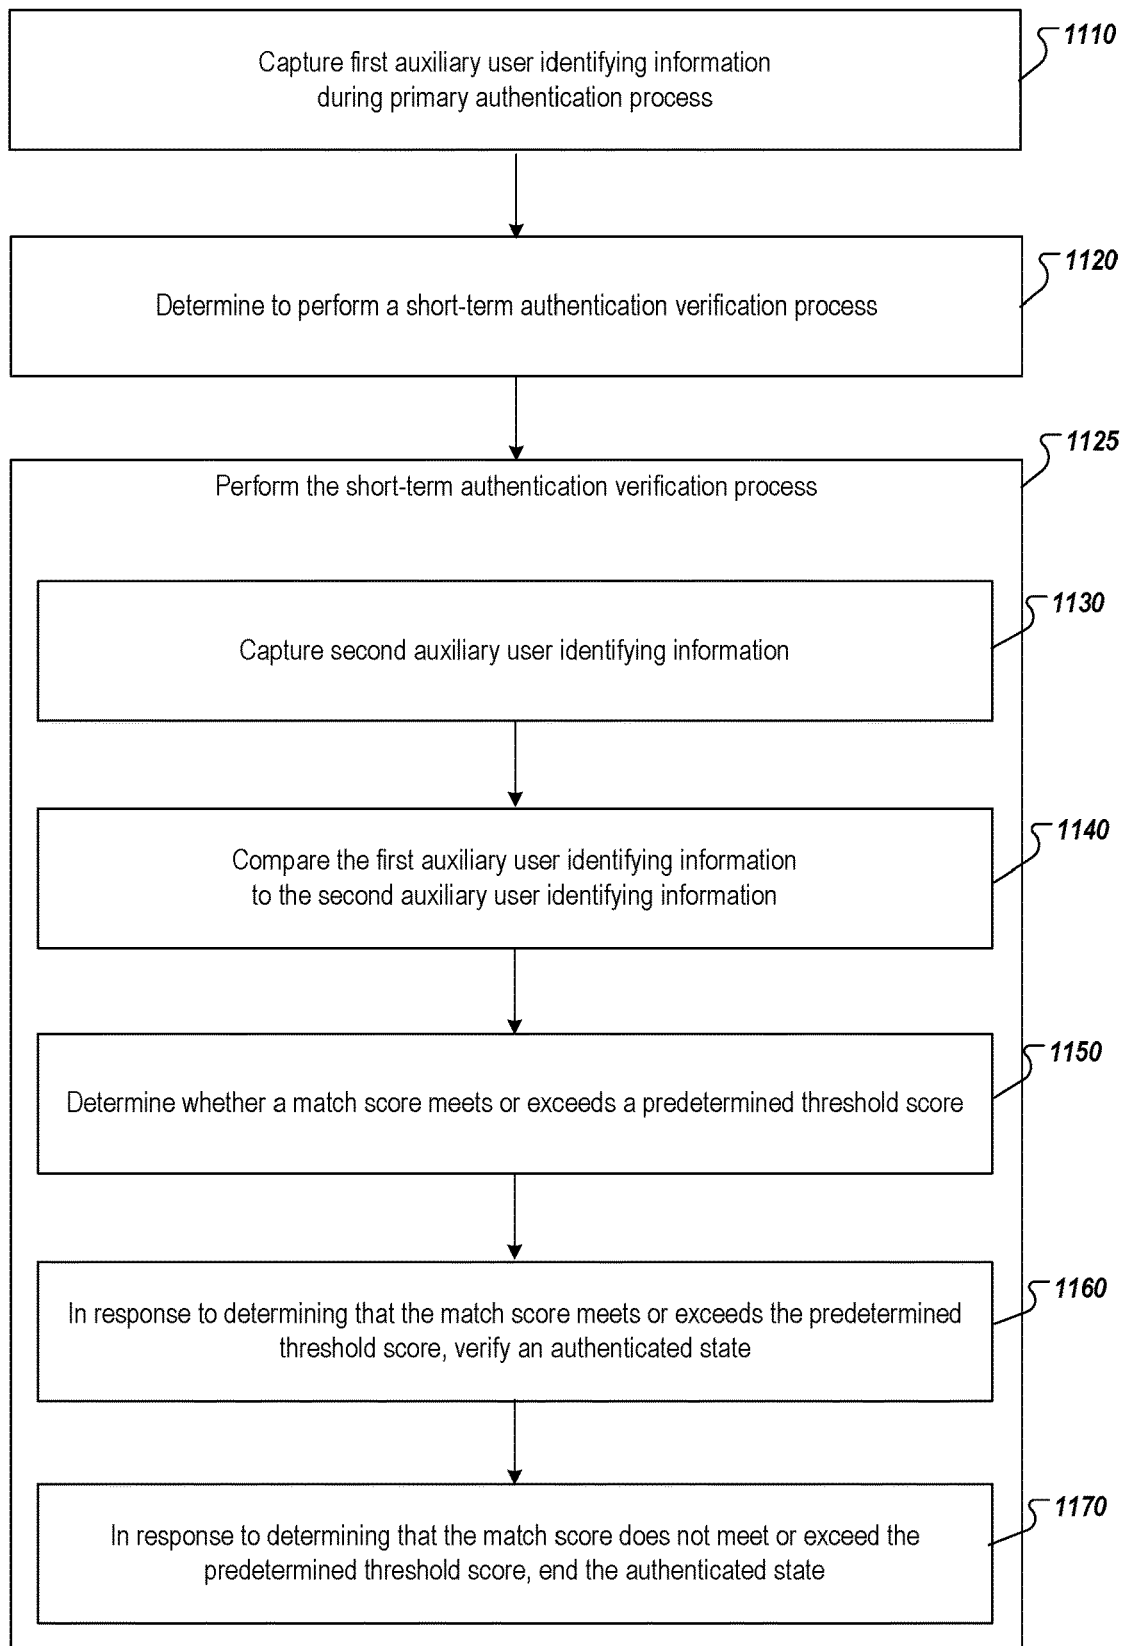 1110
Capture first auxiliary user identifying information
during primary authentication process
1120
Determine to perform a short-term authentication verification process
1125
Perform the short-term authentication verification process
1130
Capture second auxiliary user identifying information
1140
Compare the first auxiliary user identifying information
to the second auxiliary user identifying information
1150
Determine whether a match score meets or exceeds a predetermined threshold score
1160
In response to determining that the match score meets or exceeds the predetermined
threshold score, verify an authenticated state
1170
In response to determining that the match score does not meet or exceed the
predetermined threshold score, end the authenticated state